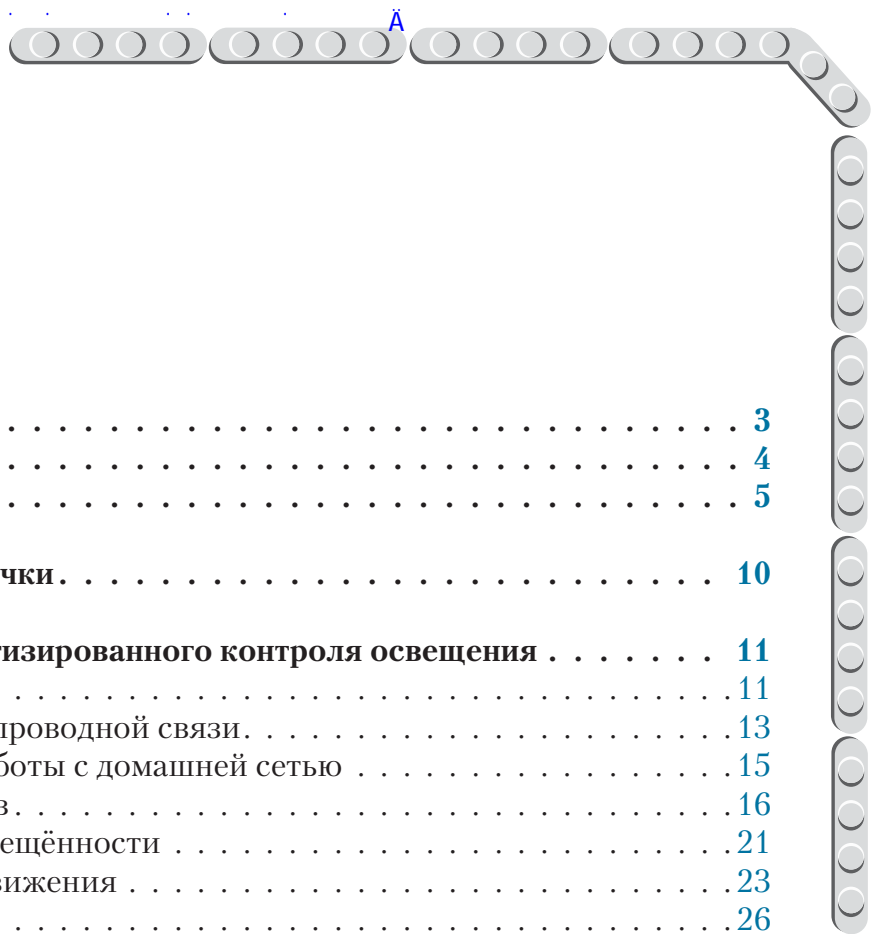 Ä
. . . . . . . . . . . . . . . . . . . . . . . . . . . . . 3
. . . . . . . . . . . . . . . . . . . . . . . . . . . . . 4
. . . . . . . . . . . . . . . . . . . . . . . . . . . . . 5
чки. . . . . . . . . . . . . . . . . . . . . . . . . . 10
тизированного контроля освещения . . . . . . . 11
. . . . . . . . . . . . . . . . . . . . . . . . . . . . .11
проводной связи. . . . . . . . . . . . . . . . . . . .13
боты с домашней сетью . . . . . . . . . . . . . . . .15
з. . . . . . . . . . . . . . . . . . . . . . . . . . . . .16
ещённости . . . . . . . . . . . . . . . . . . . . . . .21
вижения . . . . . . . . . . . . . . . . . . . . . . . . .23
. . . . . . . . . . . . . . . . . . . . . . . . . . . . .26